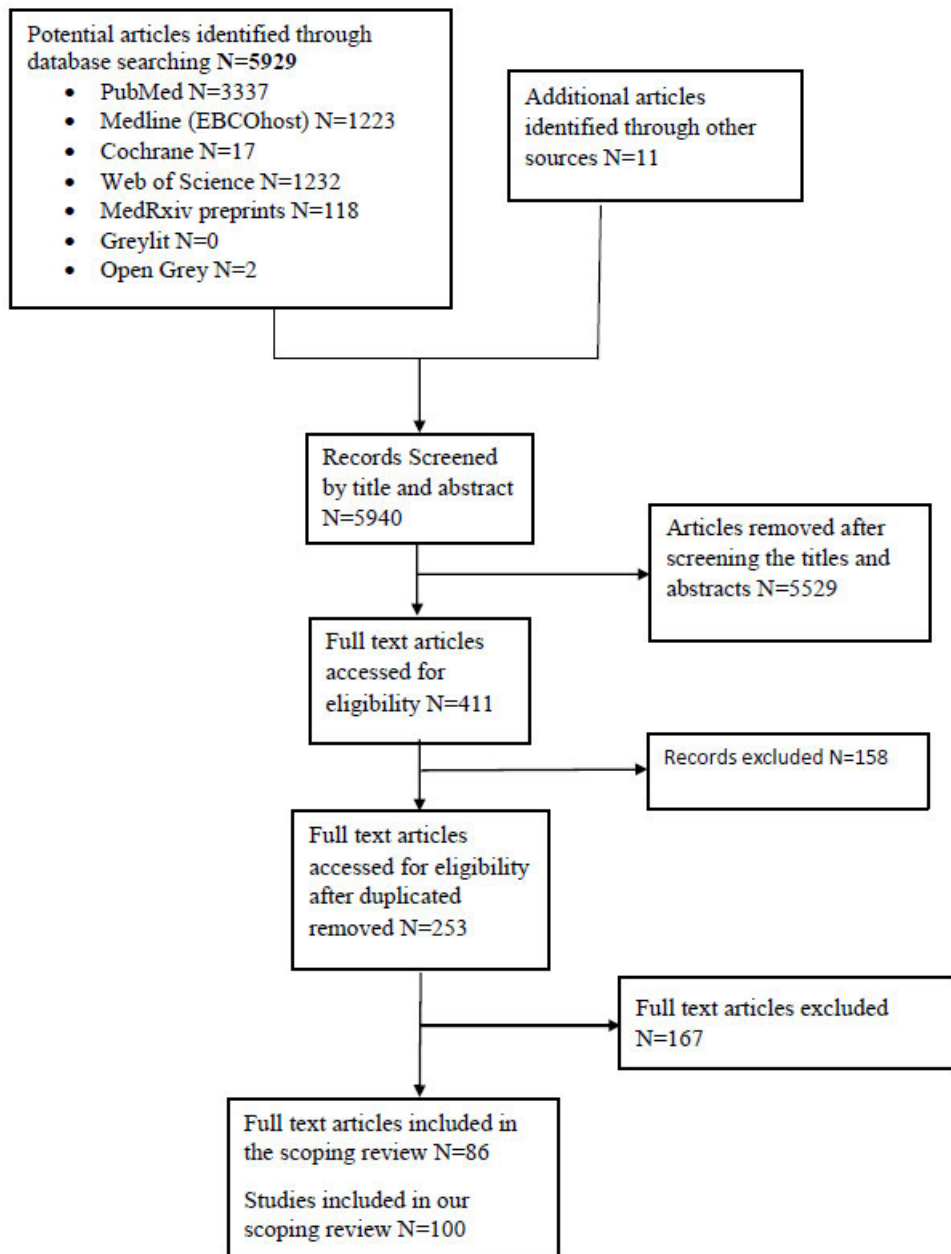 Potential articles identified through
database searching N=5929
• PubMed N=3337
• Medline (EBCOhost) N=1223
• Cochrane N=17
• Web of Science N=1232
• MedRxiv preprints N=118
• Greylit N=0
• Open Grey N=2
Additional articles
identified through other
sources N=11
Records Screened
by title and abstract
N=5940
Articles removed after
screening the titles and
abstracts N=5529
Full text articles
accessed for
eligibility N=411
Records excluded N=158
Full text articles
accessed for eligibility
after duplicated
removed N=253
Full text articles excluded
N=167
Full text articles included in
the scoping review N=86
Studies included in our
scoping review N=100